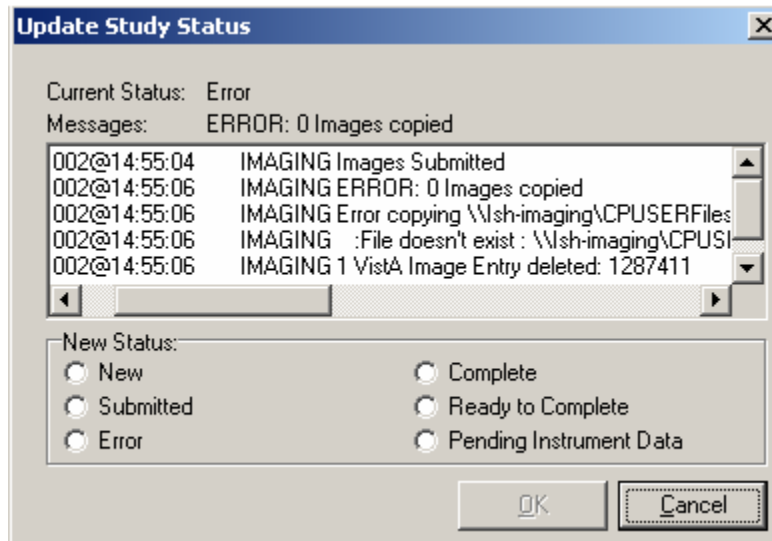 Update Study Status
Current Status: Error
Messages: ERROR: 0 Images copied
002@14:55:04 IMAGING Images Submitted
002@14:55:06 IMAGING ERROR: 0 Images copied
002@14:55:06 IMAGING Error copying \\Ish-imaging\CPUSERFiles
002@14:55:06 IMAGING :File doesn't exist : \\Ish-imaging\CPUSI
002@14:55:06 IMAGING 1 VistA Image Entry deleted: 1287411
New Status:
New Complete
Submitted Ready to Complete
Error Pending Instrument Data
OK Cancel